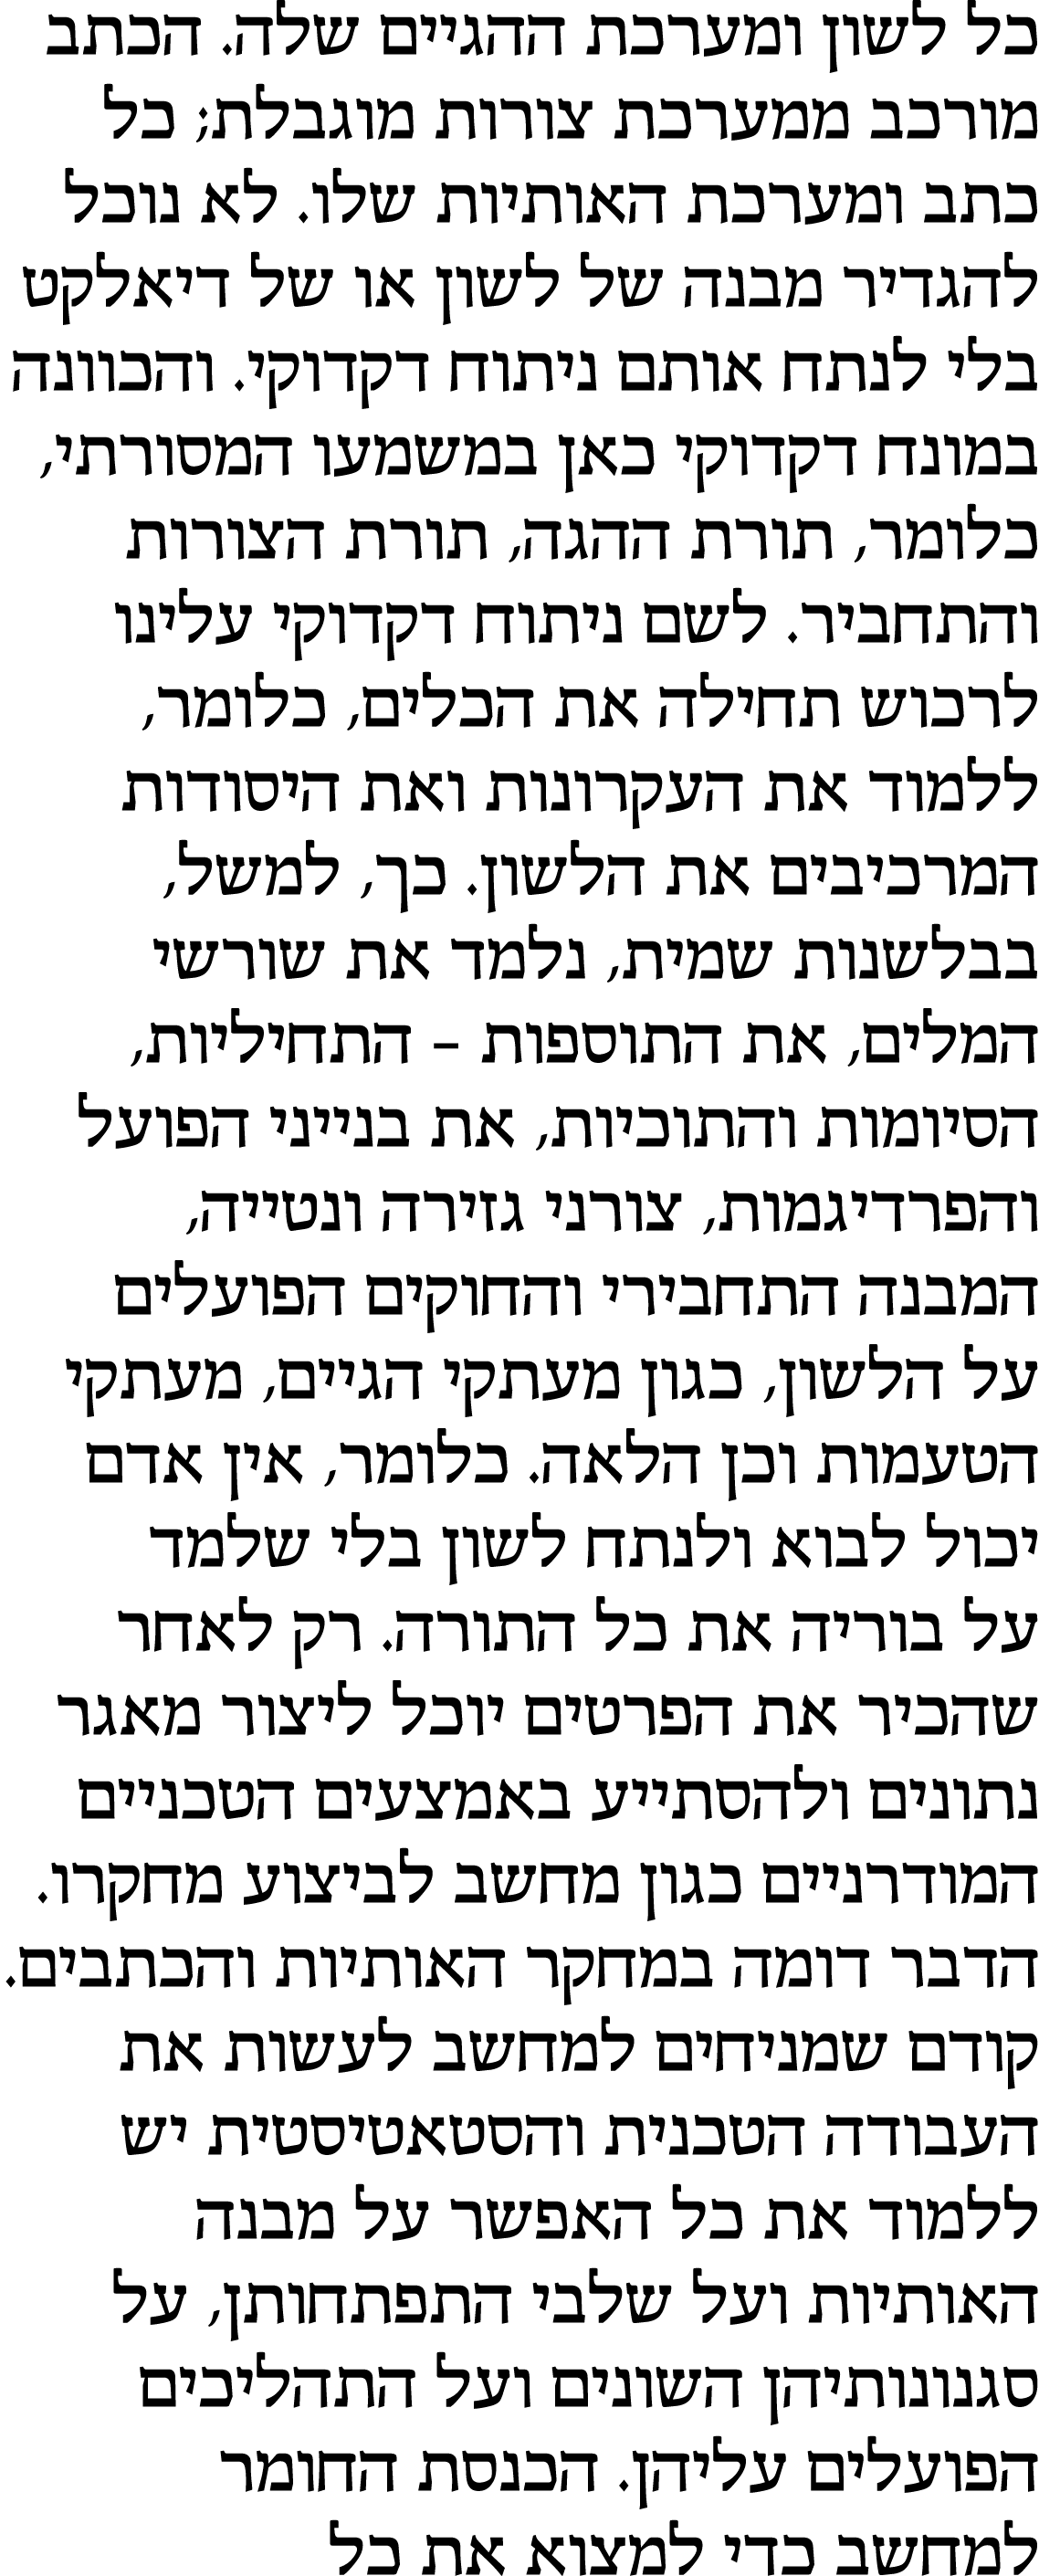 כל לשון ומערכת ההגיים שלה. הכתב
מורכב ממערכת צורות מוגבלת; כל
כתב ומערכת האותיות שלו. לא נוכל
להגדיר מבנה של לשון או של דיאלקט
בלי לנתח אותם ניתוח דקדוקי. והכוונה
במונח דקדוקי כאן במשמעו המסורתי,
כלומר, תורת ההגה, תורת הצורות
והתחביר. לשם ניתוח דקדוקי עלינו
לרכוש תחילה את הכלים, כלומר,
ללמוד את העקרונות ואת היסודות
המרכיבים את הלשון. כך, למשל,
בבלשנות שמית, נלמד את שורשי
המלים, את התוספות – התחיליות,
הסיומות והתוכיות, את בנייני הפועל
והפרדיגמות, צורני גזירה ונטייה,
המבנה התחבירי והחוקים הפועלים
על הלשון, כגון מעתקי הגיים, מעתקי
הטעמות וכן הלאה. כלומר, אין אדם
יכול לבוא ולנתח לשון בלי שלמד
על בוריה את כל התורה. רק לאחר
שהכיר את הפרטים יוכל ליצור מאגר
נתונים ולהסתייע באמצעים הטכניים
המודרניים כגון מחשב לביצוע מחקרו.
הדבר דומה במחקר האותיות והכתבים.
קודם שמניחים למחשב לעשות את
העבודה הטכנית והסטאטיסטית יש
ללמוד את כל האפשר על מבנה
האותיות ועל שלבי התפתחותן, על
סגנונותיהן השונים ועל התהליכים
הפועלים עליהן. הכנסת החומר
למחשב כדי למצוא את כל